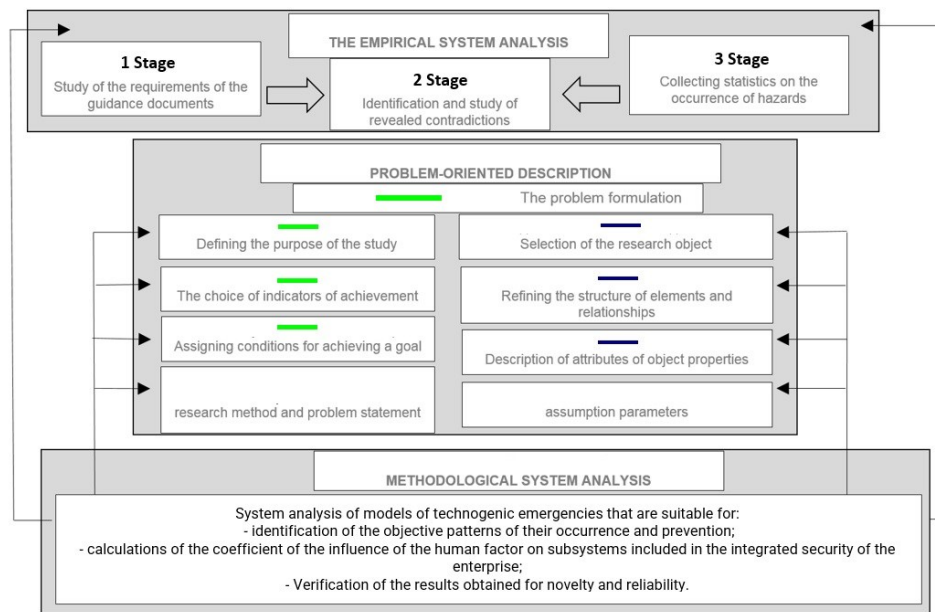 THE EMPIRICAL SYSTEM ANALYSIS
1 Stage
Study of the requirements of the
guidance documents
2 Stage
Identification and study of
revealed contradictions
3 Stage
Collecting statistics on the
occurrence of hazards
PROBLEM-ORIENTED DESCRIPTION
The problem formulation
Defining the purpose of the study
Selection of the research object
The choice of indicators of achievement
Refining the structure of elements and
relationships
Assigning conditions for achieving a goal
Description of attributes of object properties
research method and problem statement
assumption parameters
METHODOLOGICAL SYSTEM ANALYSIS
System analysis of models of technogenic emergencies that are suitable for:
- identification of the objective patterns of their occurrence and prevention;
- calculations of the coefficient of the influence of the human factor on subsystems included in the integrated security of the
enterprise;
- Verification of the results obtained for novelty and reliability.